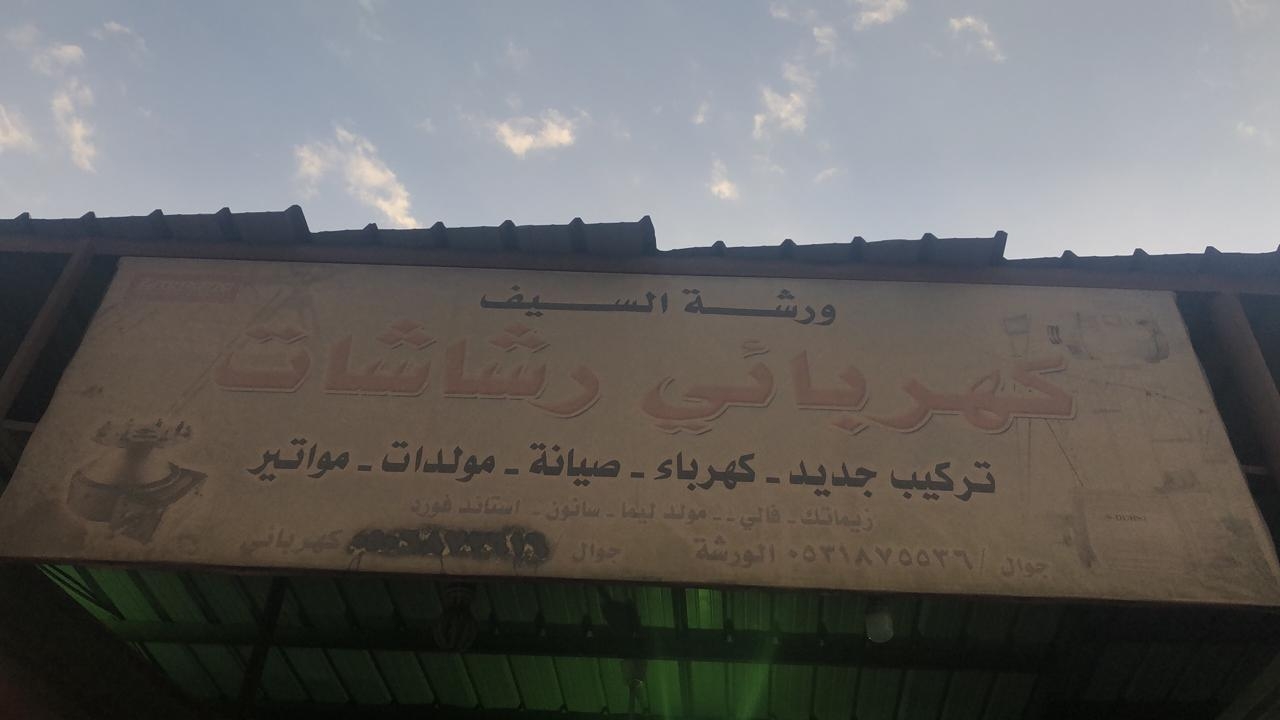 ورشة السيف
كهربائي رشاشات
تركيب جديد - كهرباء - صيانة - مولدات - مواتير
زيماتك - فالي - - مولد ليما - سانون - استاند فورد
جوال / ٠٥٣١٨٧٥٥٣٦ الورشة جوال / كهربائي